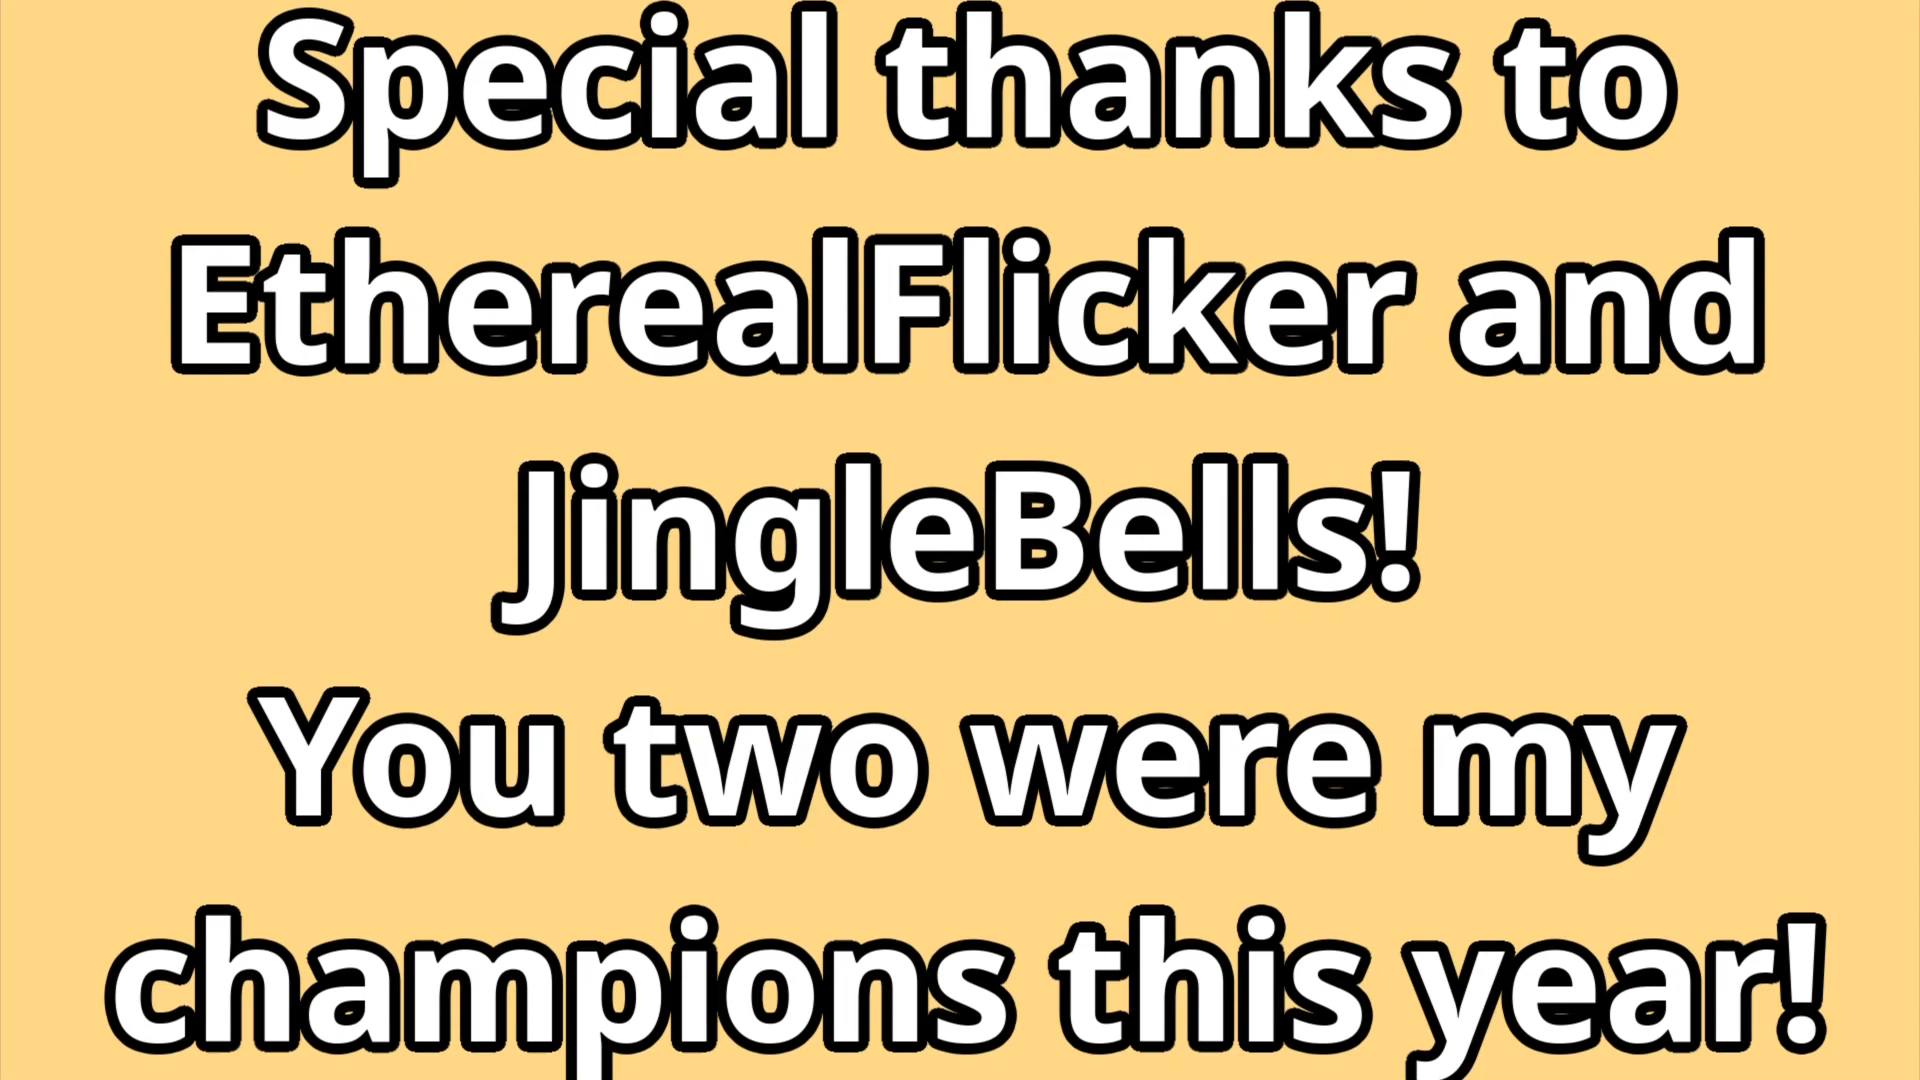 Special thanks to
EtherealFlicker and
JingleBells!
You two were my
champions this year!